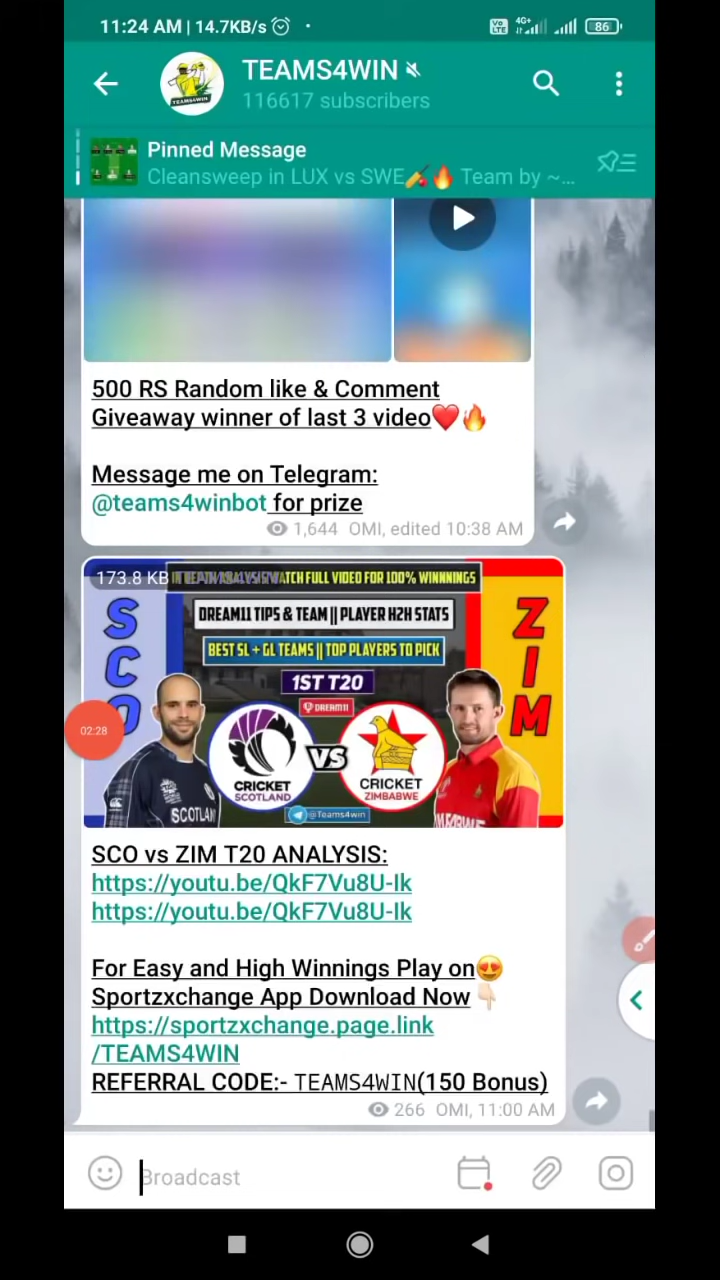 11:24 AM | 14.7KB/s
Vo LTE 4G+ 86
TEAMS4WIN
116617 subscribers
Pinned Message
Cleansweep in LUX vs SWE🏏🔥 Team by ~...
500 RS Random like & Comment
Giveaway winner of last 3 video❤️🔥
Message me on Telegram:
@teams4winbot for prize
1,644 OMI, edited 10:38 AM
173.8 KB
WATCH FULL VIDEO FOR 100% WINNNINGS
DREAM11 TIPS & TEAM || PLAYER H2H STATS
BEST SL + GL TEAMS || TOP PLAYERS TO PICK
1ST T20
DREAM11
SCO
VS
ZIM
CRICKET
SCOTLAND
CRICKET
ZIMBABWE
SCOTLAN
@Teams4win
02:28
SCO vs ZIM T20 ANALYSIS:
https://youtu.be/QkF7Vu8U-Ik
https://youtu.be/QkF7Vu8U-Ik
For Easy and High Winnings Play on😍
Sportzxchange App Download Now👇🏻
https://sportzxchange.page.link
/TEAMS4WIN
REFERRAL CODE:- TEAMS4WIN(150 Bonus)
266 OMI, 11:00 AM
Broadcast